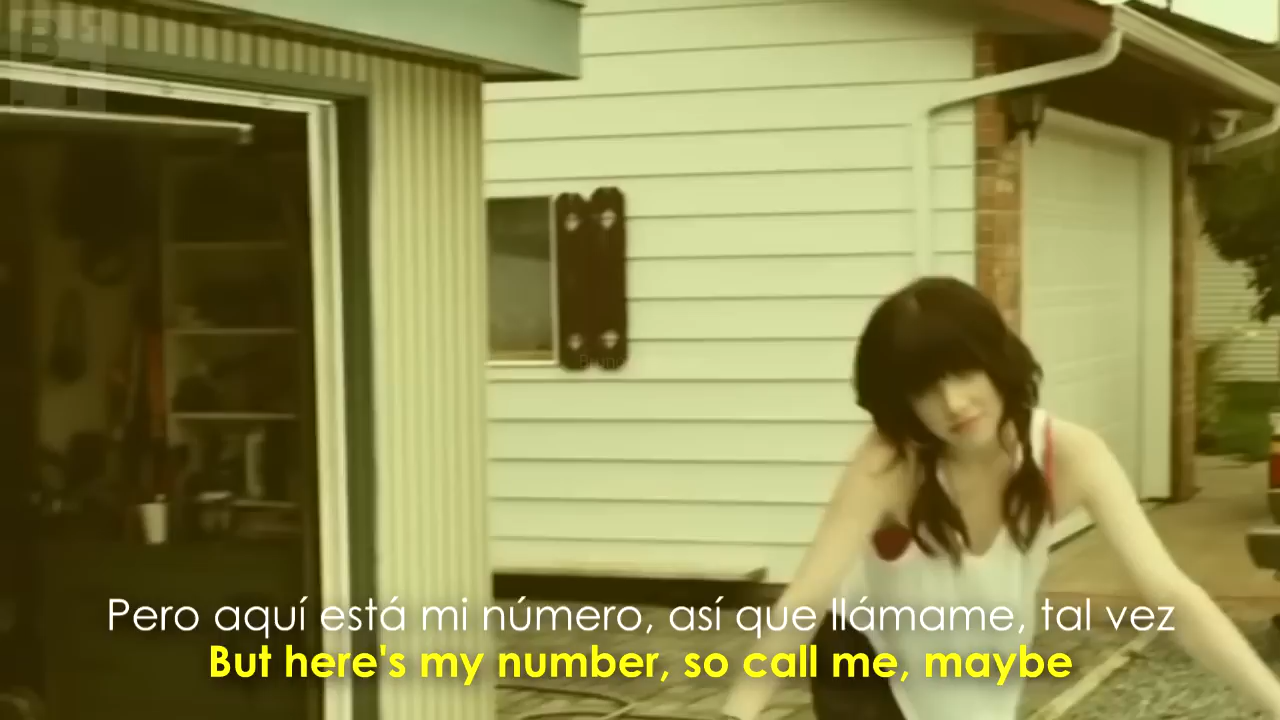 Pero aquí está mi número, así que llámame, tal vez
But here's my number, so call me, maybe